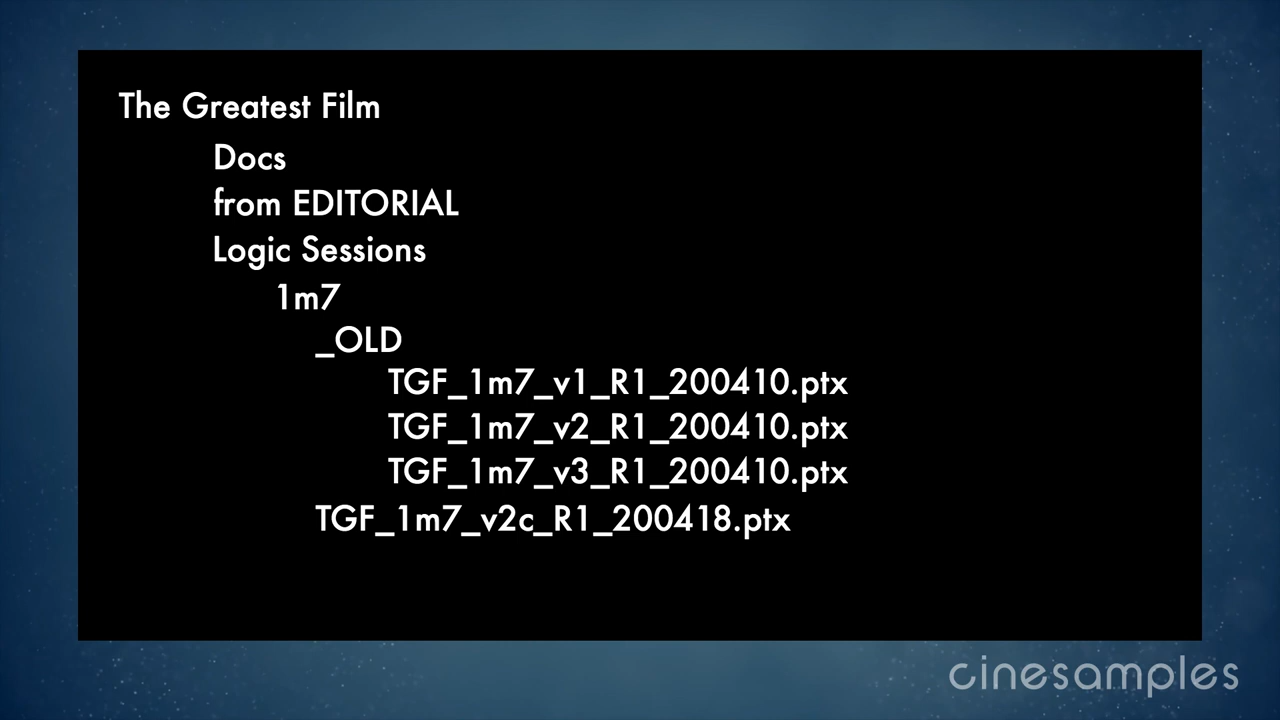 The Greatest Film
Docs
from EDITORIAL
Logic Sessions
1m7
_OLD
TGF_1m7_v1_R1_200410.ptx
TGF_1m7_v2_R1_200410.ptx
TGF_1m7_v3_R1_200410.ptx
TGF_1m7_v2c_R1_200418.ptx
cinesamples